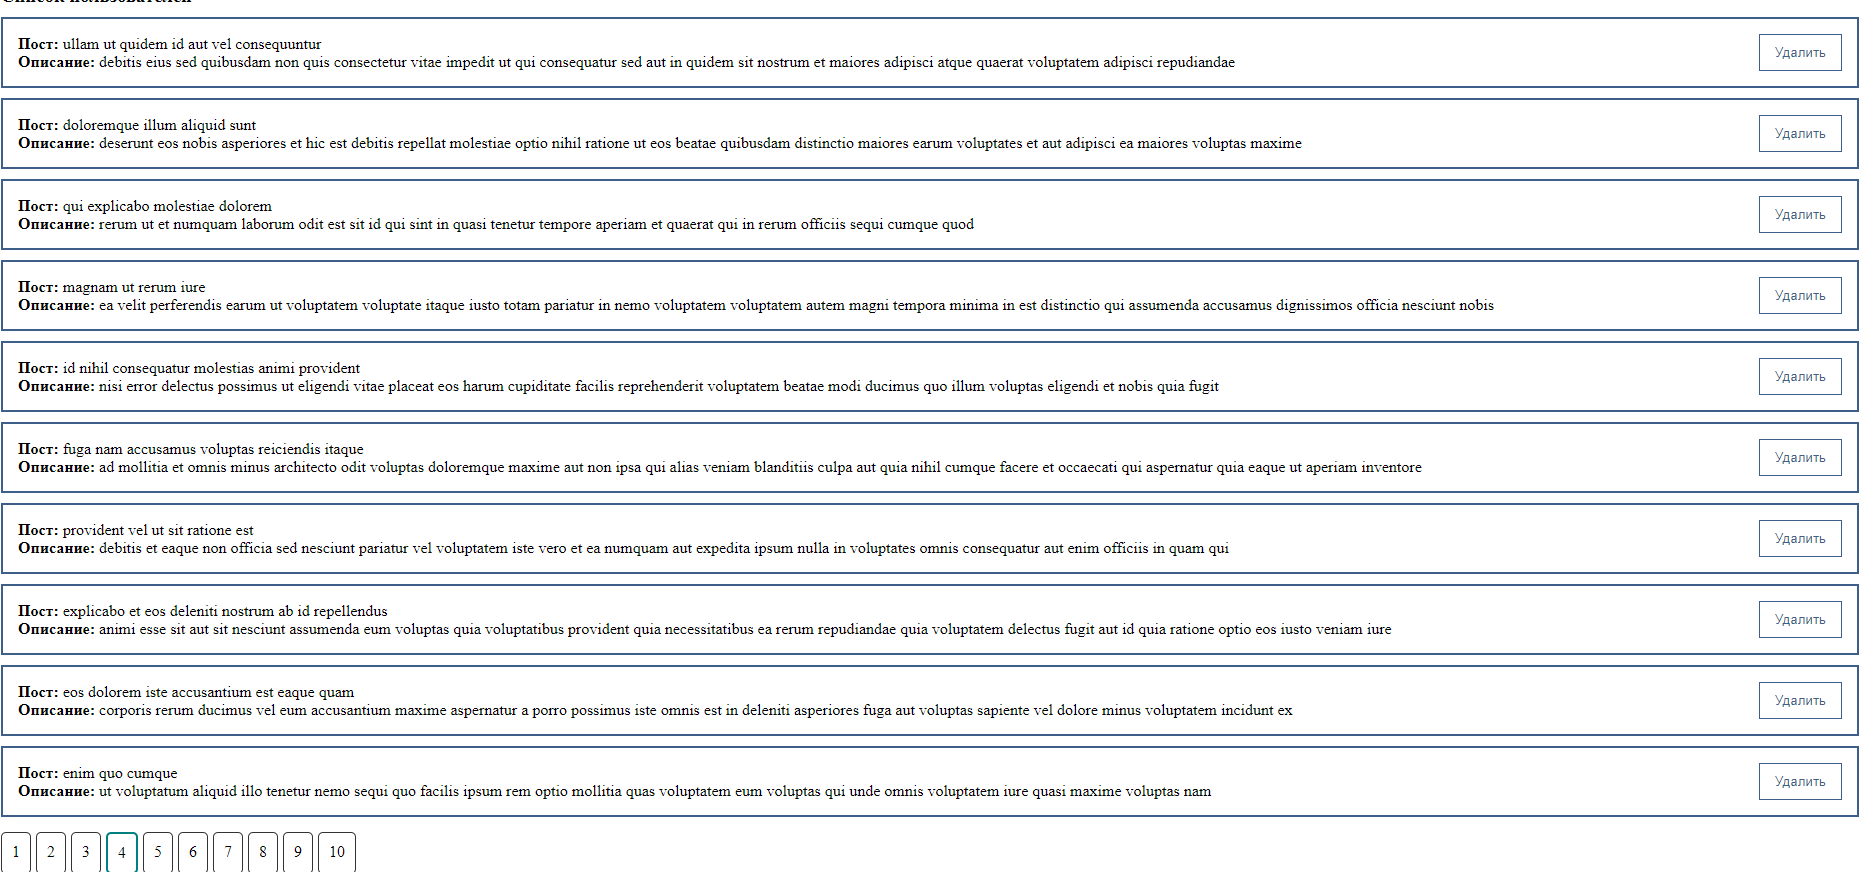 Список пользователей
Пост: ullam ut quidem id aut vel consequuntur
Описание: debitis eius sed quibusdam non quis consectetur vitae impedit ut qui consequatur sed aut in quidem sit nostrum et maiores adipisci atque quaerat voluptatem adipisci repudiandae
Удалить
Пост: doloremque illum aliquid sunt
Описание: deserunt eos nobis asperiores et hic est debitis repellat molestiae optio nihil ratione ut eos beatae quibusdam distinctio maiores earum voluptates et aut adipisci ea maiores voluptas maxime
Удалить
Пост: qui explicabo molestiae dolorem
Описание: rerum ut et numquam laborum odit est sit id qui sint in quasi tenetur tempore aperiam et quaerat qui in rerum officiis sequi cumque quod
Удалить
Пост: magnam ut rerum iure
Описание: ea velit perferendis earum ut voluptatem voluptate itaque iusto totam pariatur in nemo voluptatem voluptatem autem magni tempora minima in est distinctio qui assumenda accusamus dignissimos officia nesciunt nobis
Удалить
Пост: id nihil consequatur molestias animi provident
Описание: nisi error delectus possimus ut eligendi vitae placeat eos harum cupiditate facilis reprehenderit voluptatem beatae modi ducimus quo illum voluptas eligendi et nobis quia fugit
Удалить
Пост: fuga nam accusamus voluptas reiciendis itaque
Описание: ad mollitia et omnis minus architecto odit voluptas doloremque maxime aut non ipsa qui alias veniam blanditiis culpa aut quia nihil cumque facere et occaecati qui aspernatur quia eaque ut aperiam inventore
Удалить
Пост: provident vel ut sit ratione est
Описание: debitis et eaque non officia sed nesciunt pariatur vel voluptatem iste vero et ea numquam aut expedita ipsum nulla in voluptates omnis consequatur aut enim officiis in quam qui
Удалить
Пост: explicabo et eos deleniti nostrum ab id repellendus
Описание: animi esse sit aut sit nesciunt assumenda eum voluptas quia voluptatibus provident quia necessitatibus ea rerum repudiandae quia voluptatem delectus fugit aut id quia ratione optio eos iusto veniam iure
Удалить
Пост: eos dolorem iste accusantium est eaque quam
Описание: corporis rerum ducimus vel eum accusantium maxime aspernatur a porro possimus iste omnis est in deleniti asperiores fuga aut voluptas sapiente vel dolore minus voluptatem incidunt ex
Удалить
Пост: enim quo cumque
Описание: ut voluptatum aliquid illo tenetur nemo sequi quo facilis ipsum rem optio mollitia quas voluptatem eum voluptas qui unde omnis voluptatem iure quasi maxime voluptas nam
Удалить
1 2 3 4 5 6 7 8 9 10